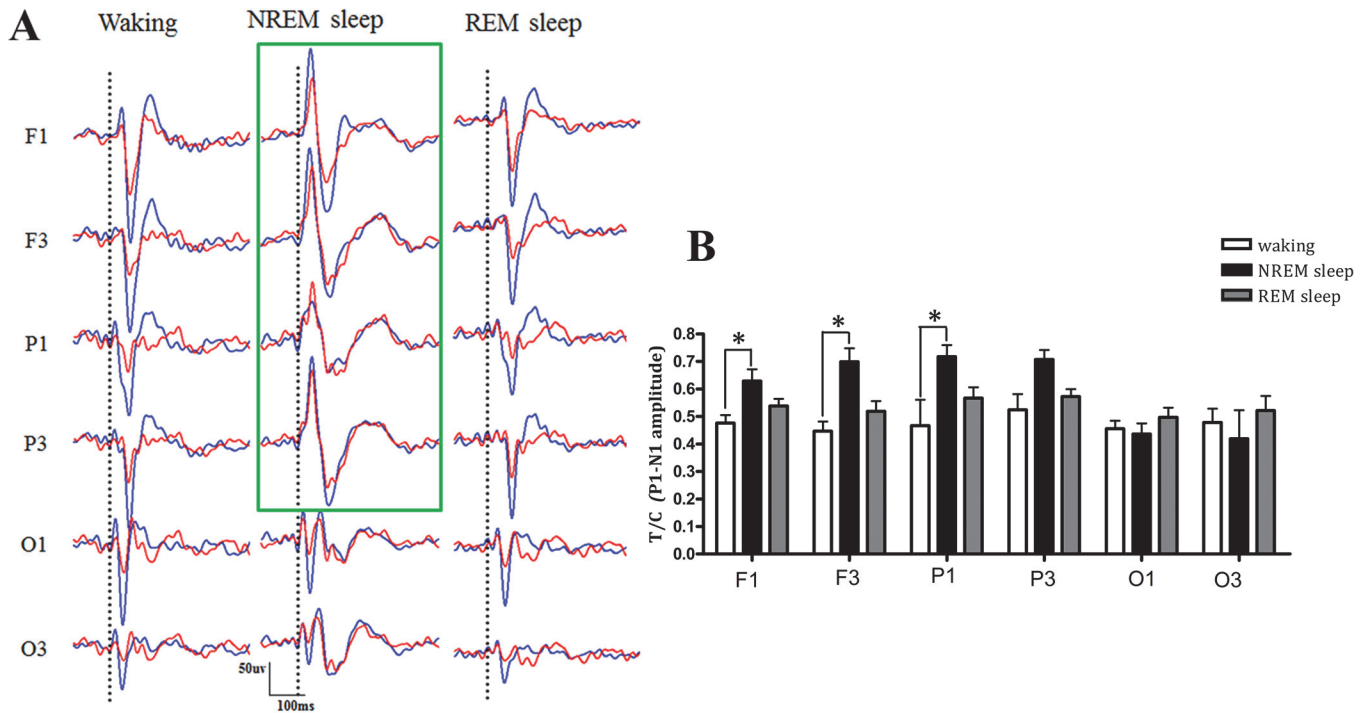 A
Waking
NREM sleep
REM sleep
F1
F3
P1
P3
O1
O3
50uv
100ms
B
waking
NREM sleep
REM sleep
T/C (P1-N1 amplitude)
0.8
0.7
0.6
0.5
0.4
0.3
0.2
0.1
0.0
*
*
*
F1 F3 P1 P3 O1 O3